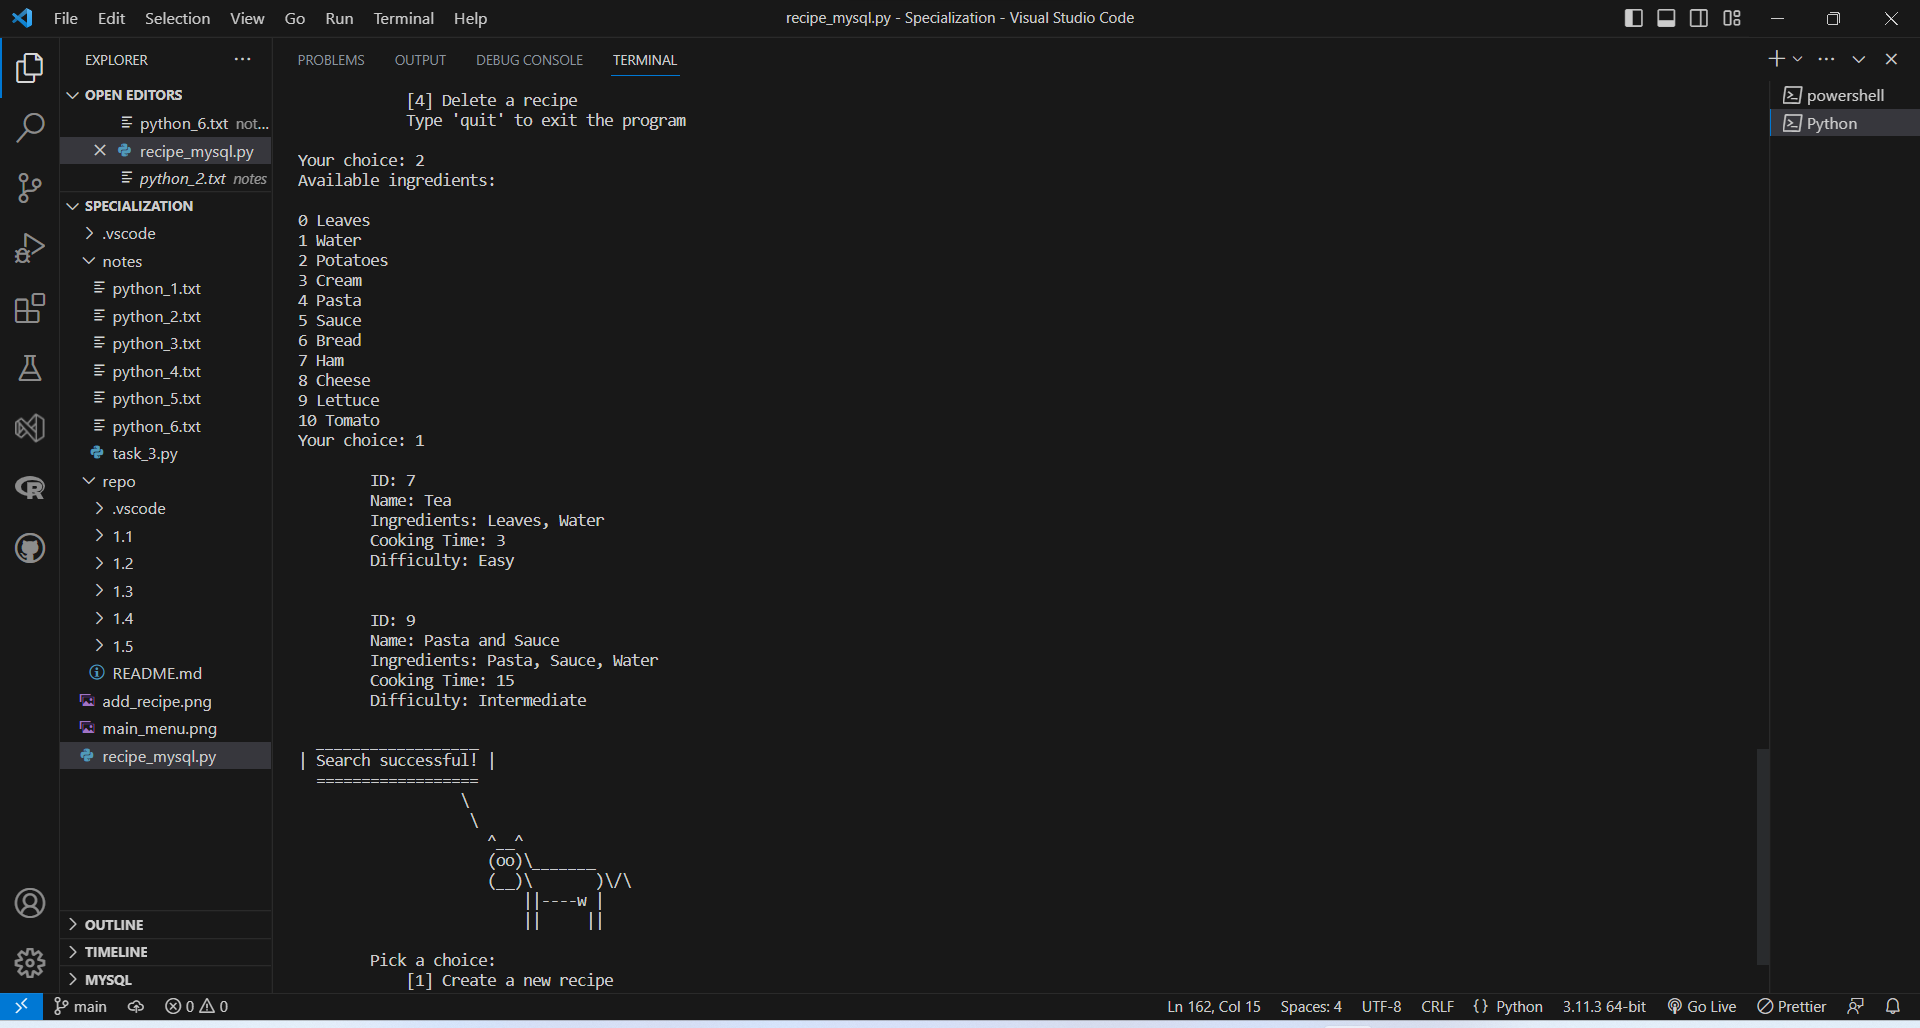 File Edit Selection View Go Run Terminal Help
recipe_mysql.py - Specialization - Visual Studio Code
EXPLORER
OPEN EDITORS
python_6.txt not...
recipe_mysql.py
python_2.txt notes
SPECIALIZATION
.vscode
notes
python_1.txt
python_2.txt
python_3.txt
python_4.txt
python_5.txt
python_6.txt
task_3.py
repo
.vscode
1.1
1.2
1.3
1.4
1.5
README.md
add_recipe.png
main_menu.png
recipe_mysql.py
OUTLINE
TIMELINE
MYSQL
PROBLEMS OUTPUT DEBUG CONSOLE TERMINAL
[4] Delete a recipe
Type 'quit' to exit the program
Your choice: 2
Available ingredients:
0 Leaves
1 Water
2 Potatoes
3 Cream
4 Pasta
5 Sauce
6 Bread
7 Ham
8 Cheese
9 Lettuce
10 Tomato
Your choice: 1
ID: 7
Name: Tea
Ingredients: Leaves, Water
Cooking Time: 3
Difficulty: Easy
ID: 9
Name: Pasta and Sauce
Ingredients: Pasta, Sauce, Water
Cooking Time: 15
Difficulty: Intermediate
__________________
| Search successful! |
==================
\
\
^__^
(oo)\_______
(__)\       )\/\
||----w |
||     ||
Pick a choice:
[1] Create a new recipe
powershell
Python
main 0 0 Ln 162, Col 15 Spaces: 4 UTF-8 CRLF {} Python 3.11.3 64-bit Go Live Prettier